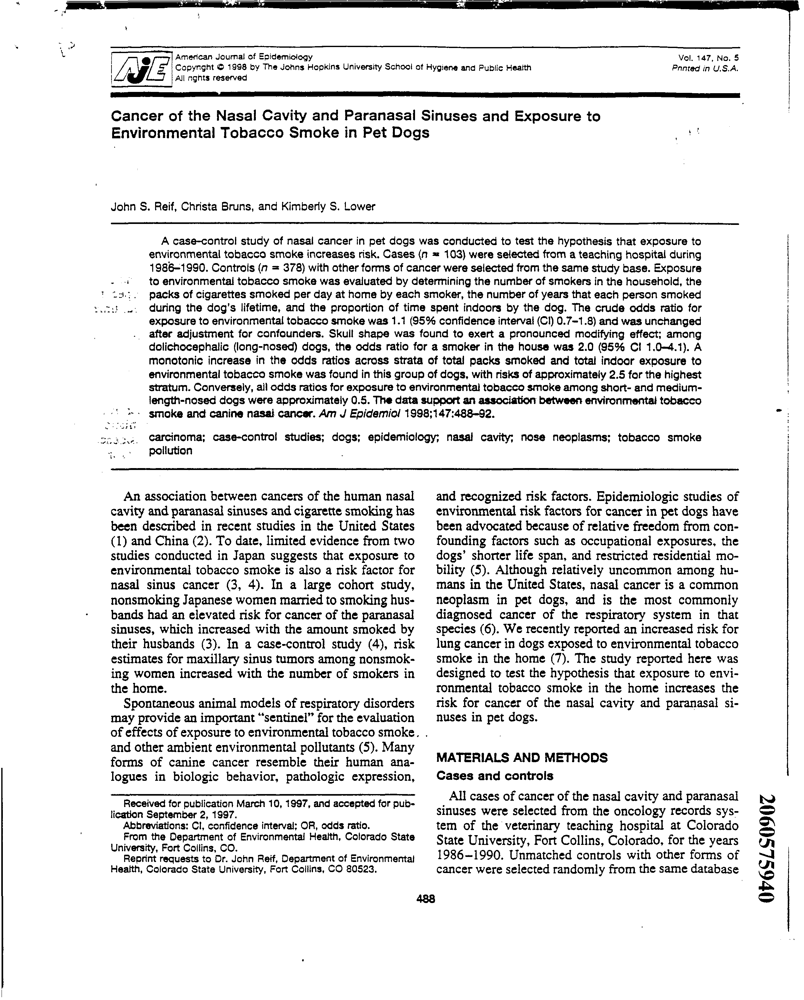 American Journal of Epidemiology
Copyright © 1998 by The Johns Hopkins University School of Hygiene and Public Health
All rights reserved
AJE
Vol. 147, No. 5
Printed in U.S.A.
Cancer of the Nasal Cavity and Paranasal Sinuses and Exposure to
Environmental Tobacco Smoke in Pet Dogs
John S. Reif, Christa Bruns, and Kimberly S. Lower
A case-control study of nasal cancer in pet dogs was conducted to test the hypothesis that exposure to
environmental tobacco smoke increases risk. Cases (n = 103) were selected from a teaching hospital during
1986–1990. Controls (n = 378) with other forms of cancer were selected from the same study base. Exposure
to environmental tobacco smoke was evaluated by determining the number of smokers in the household, the
packs of cigarettes smoked per day at home by each smoker, the number of years that each person smoked
during the dog's lifetime, and the proportion of time spent indoors by the dog. The crude odds ratio for
exposure to environmental tobacco smoke was 1.1 (95% confidence interval (CI) 0.7–1.8) and was unchanged
after adjustment for confounders. Skull shape was found to exert a pronounced modifying effect; among
dolichocephalic (long-nosed) dogs, the odds ratio for a smoker in the house was 2.0 (95% CI 1.0–4.1). A
monotonic increase in the odds ratios across strata of total packs smoked and total indoor exposure to
environmental tobacco smoke was found in this group of dogs, with risks of approximately 2.5 for the highest
stratum. Conversely, all odds ratios for exposure to environmental tobacco smoke among short- and medium-
length-nosed dogs were approximately 0.5. The data support an association between environmental tobacco
smoke and canine nasal cancer. Am J Epidemiol 1998;147:488–92.
carcinoma; case-control studies; dogs; epidemiology; nasal cavity; nose neoplasms; tobacco smoke
pollution
An association between cancers of the human nasal
cavity and paranasal sinuses and cigarette smoking has
been described in recent studies in the United States
(1) and China (2). To date, limited evidence from two
studies conducted in Japan suggests that exposure to
environmental tobacco smoke is also a risk factor for
nasal sinus cancer (3, 4). In a large cohort study,
nonsmoking Japanese women married to smoking hus-
bands had an elevated risk for cancer of the paranasal
sinuses, which increased with the amount smoked by
their husbands (3). In a case-control study (4), risk
estimates for maxillary sinus tumors among nonsmok-
ing women increased with the number of smokers in
the home.
Spontaneous animal models of respiratory disorders
may provide an important "sentinel" for the evaluation
of effects of exposure to environmental tobacco smoke
and other ambient environmental pollutants (5). Many
forms of canine cancer resemble their human ana-
logues in biologic behavior, pathologic expression,
Received for publication March 10, 1997, and accepted for pub-
lication September 2, 1997.
Abbreviations: CI, confidence interval; OR, odds ratio.
From the Department of Environmental Health, Colorado State
University, Fort Collins, CO.
Reprint requests to Dr. John Reif, Department of Environmental
Health, Colorado State University, Fort Collins, CO 80523.
and recognized risk factors. Epidemiologic studies of
environmental risk factors for cancer in pet dogs have
been advocated because of relative freedom from con-
founding factors such as occupational exposures, the
dogs' shorter life span, and restricted residential mo-
bility (5). Although relatively uncommon among hu-
mans in the United States, nasal cancer is a common
neoplasm in pet dogs, and is the most commonly
diagnosed cancer of the respiratory system in that
species (6). We recently reported an increased risk for
lung cancer in dogs exposed to environmental tobacco
smoke in the home (7). The study reported here was
designed to test the hypothesis that exposure to envi-
ronmental tobacco smoke in the home increases the
risk for cancer of the nasal cavity and paranasal si-
nuses in pet dogs.
MATERIALS AND METHODS
Cases and controls
All cases of cancer of the nasal cavity and paranasal
sinuses were selected from the oncology records sys-
tem of the veterinary teaching hospital at Colorado
State University, Fort Collins, Colorado, for the years
1986–1990. Unmatched controls with other forms of
cancer were selected randomly from the same database
488
2060575940